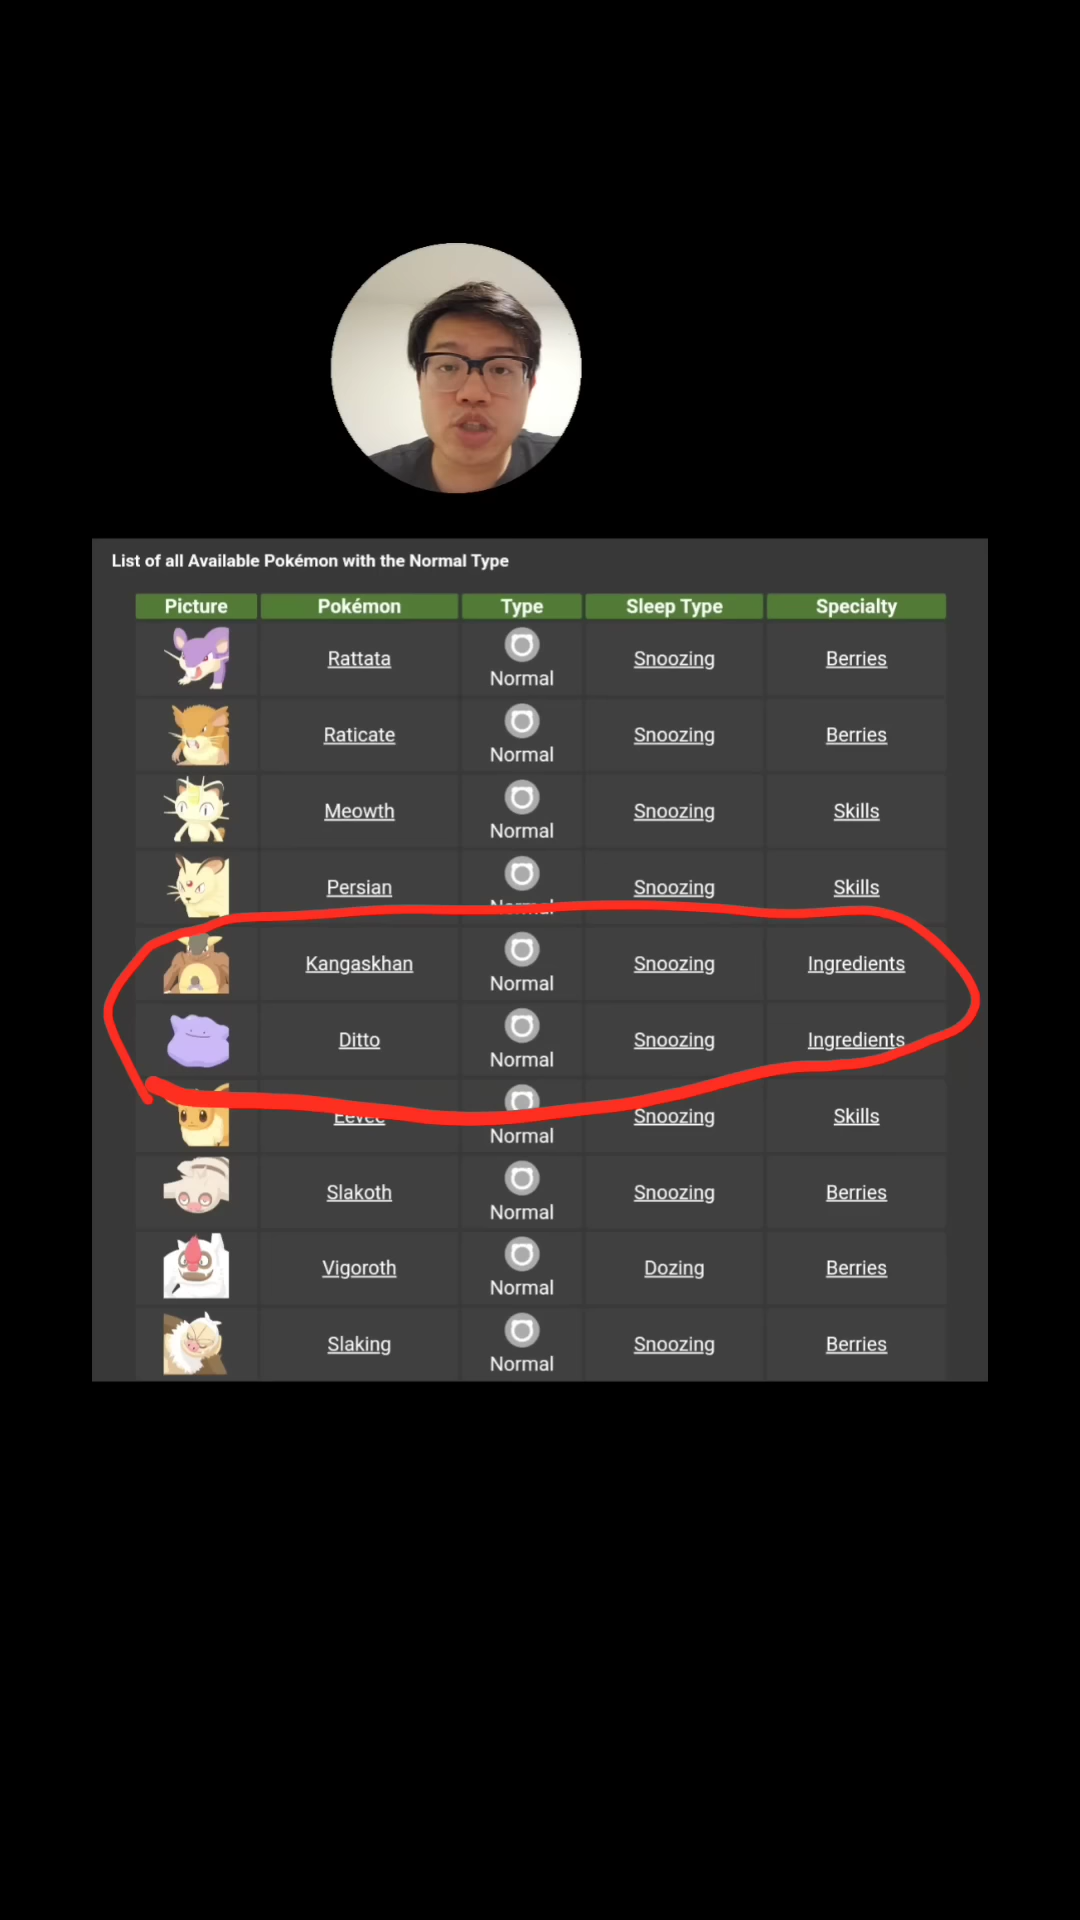 List of all Available Pokémon with the Normal Type
Picture Pokémon Type Sleep Type Specialty
Rattata Normal Snoozing Berries
Raticate Normal Snoozing Berries
Meowth Normal Snoozing Skills
Persian Normal Snoozing Skills
Kangaskhan Normal Snoozing Ingredients
Ditto Normal Snoozing Ingredients
Eevee Normal Snoozing Skills
Slakoth Normal Snoozing Berries
Vigoroth Normal Dozing Berries
Slaking Normal Snoozing Berries